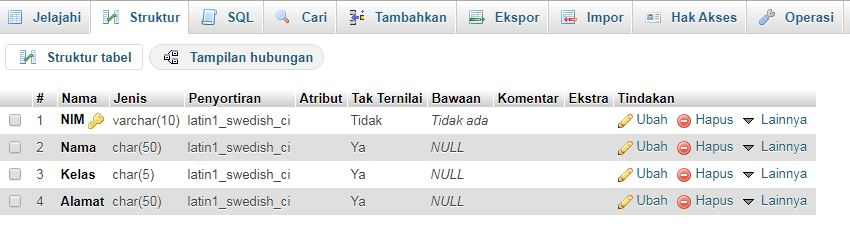 Jelajahi Struktur SQL Cari Tambahkan Ekspor Impor Hak Akses Operasi
Struktur tabel Tampilan hubungan
# Nama Jenis Penyortiran Atribut Tak Ternilai Bawaan Komentar Ekstra Tindakan
1 NIM varchar(10) latin1_swedish_ci Tidak Tidak ada Ubah Hapus Lainnya
2 Nama char(50) latin1_swedish_ci Ya NULL Ubah Hapus Lainnya
3 Kelas char(5) latin1_swedish_ci Ya NULL Ubah Hapus Lainnya
4 Alamat char(50) latin1_swedish_ci Ya NULL Ubah Hapus Lainnya